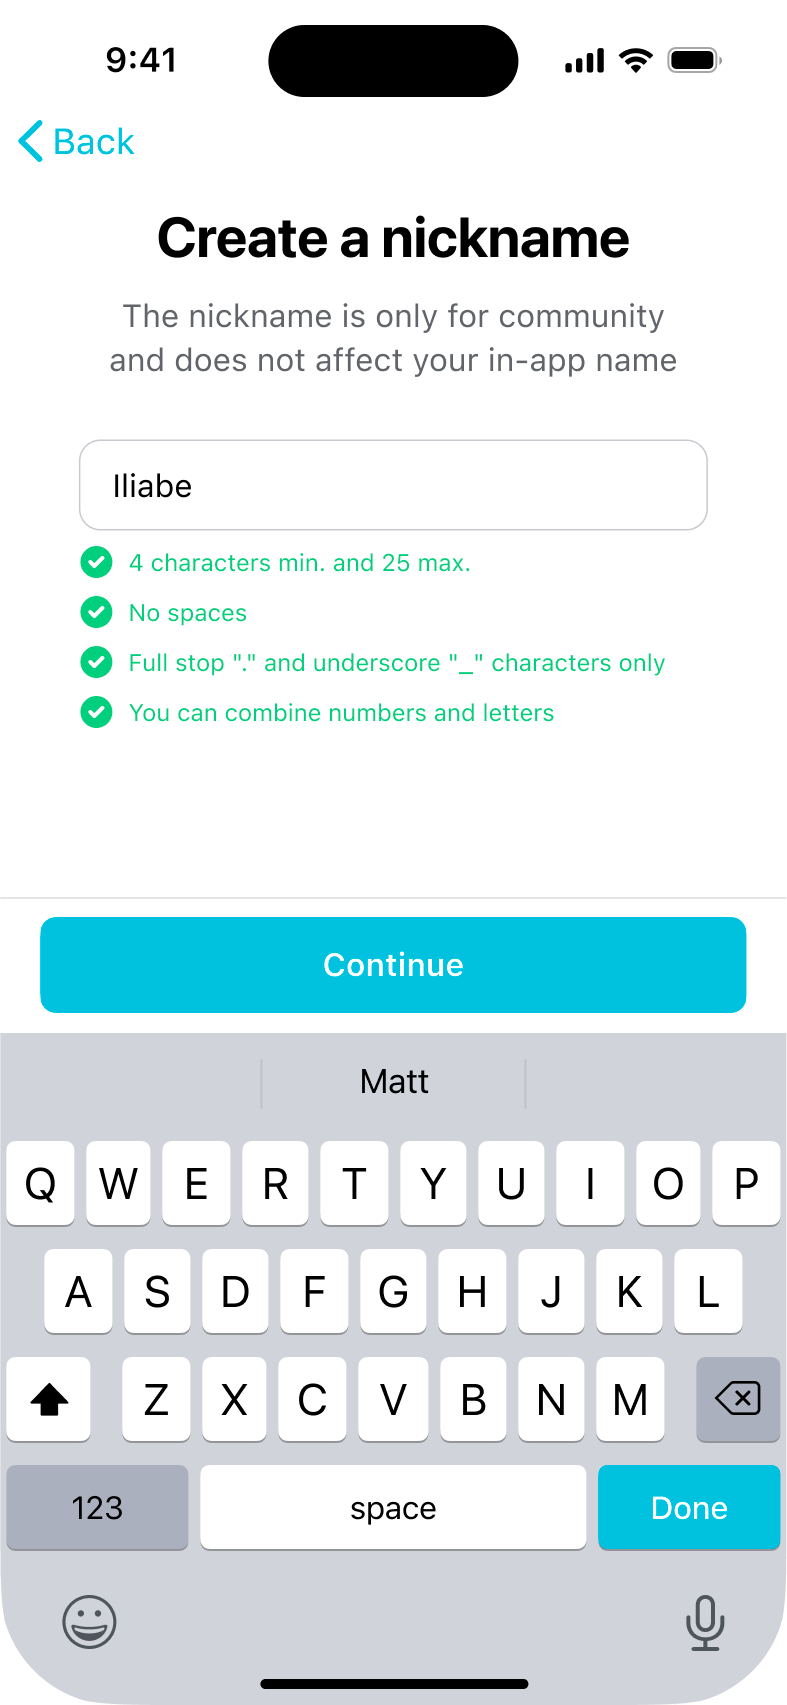 9:41
Back
Create a nickname
The nickname is only for community
and does not affect your in-app name
Iliabe
4 characters min. and 25 max.
No spaces
Full stop "." and underscore "_" characters only
You can combine numbers and letters
Continue
Matt
Q W E R T Y U I O P
A S D F G H J K L
Z X C V B N M
123 space Done